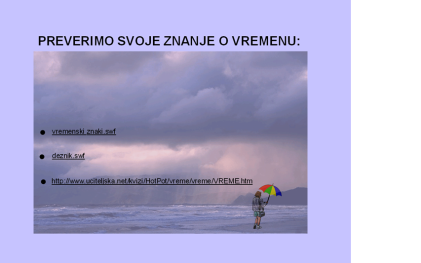 PREVERIMO SVOJE ZNANJE O VREMENU:
vremenski znaki.swf
deznik.swf
http://www.uciteljska.net/kvizi/HotPot/vreme/vreme/VREME.htm